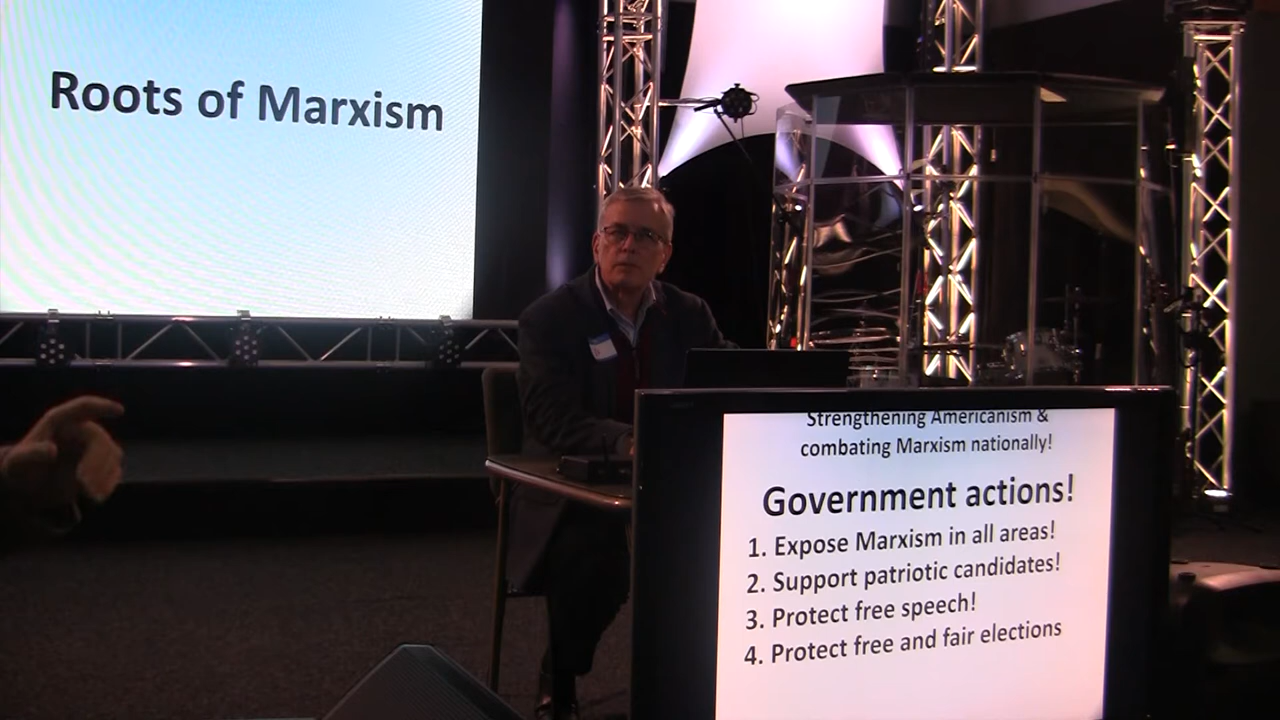 Roots of Marxism
Strengthening Americanism &
combating Marxism nationally!
Government actions!
1. Expose Marxism in all areas!
2. Support patriotic candidates!
3. Protect free speech!
4. Protect free and fair elections